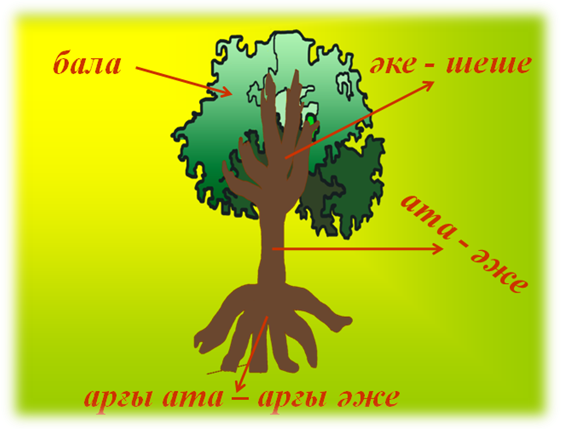 бала
әке - шеше
ата - әже
арғы ата – арғы әже